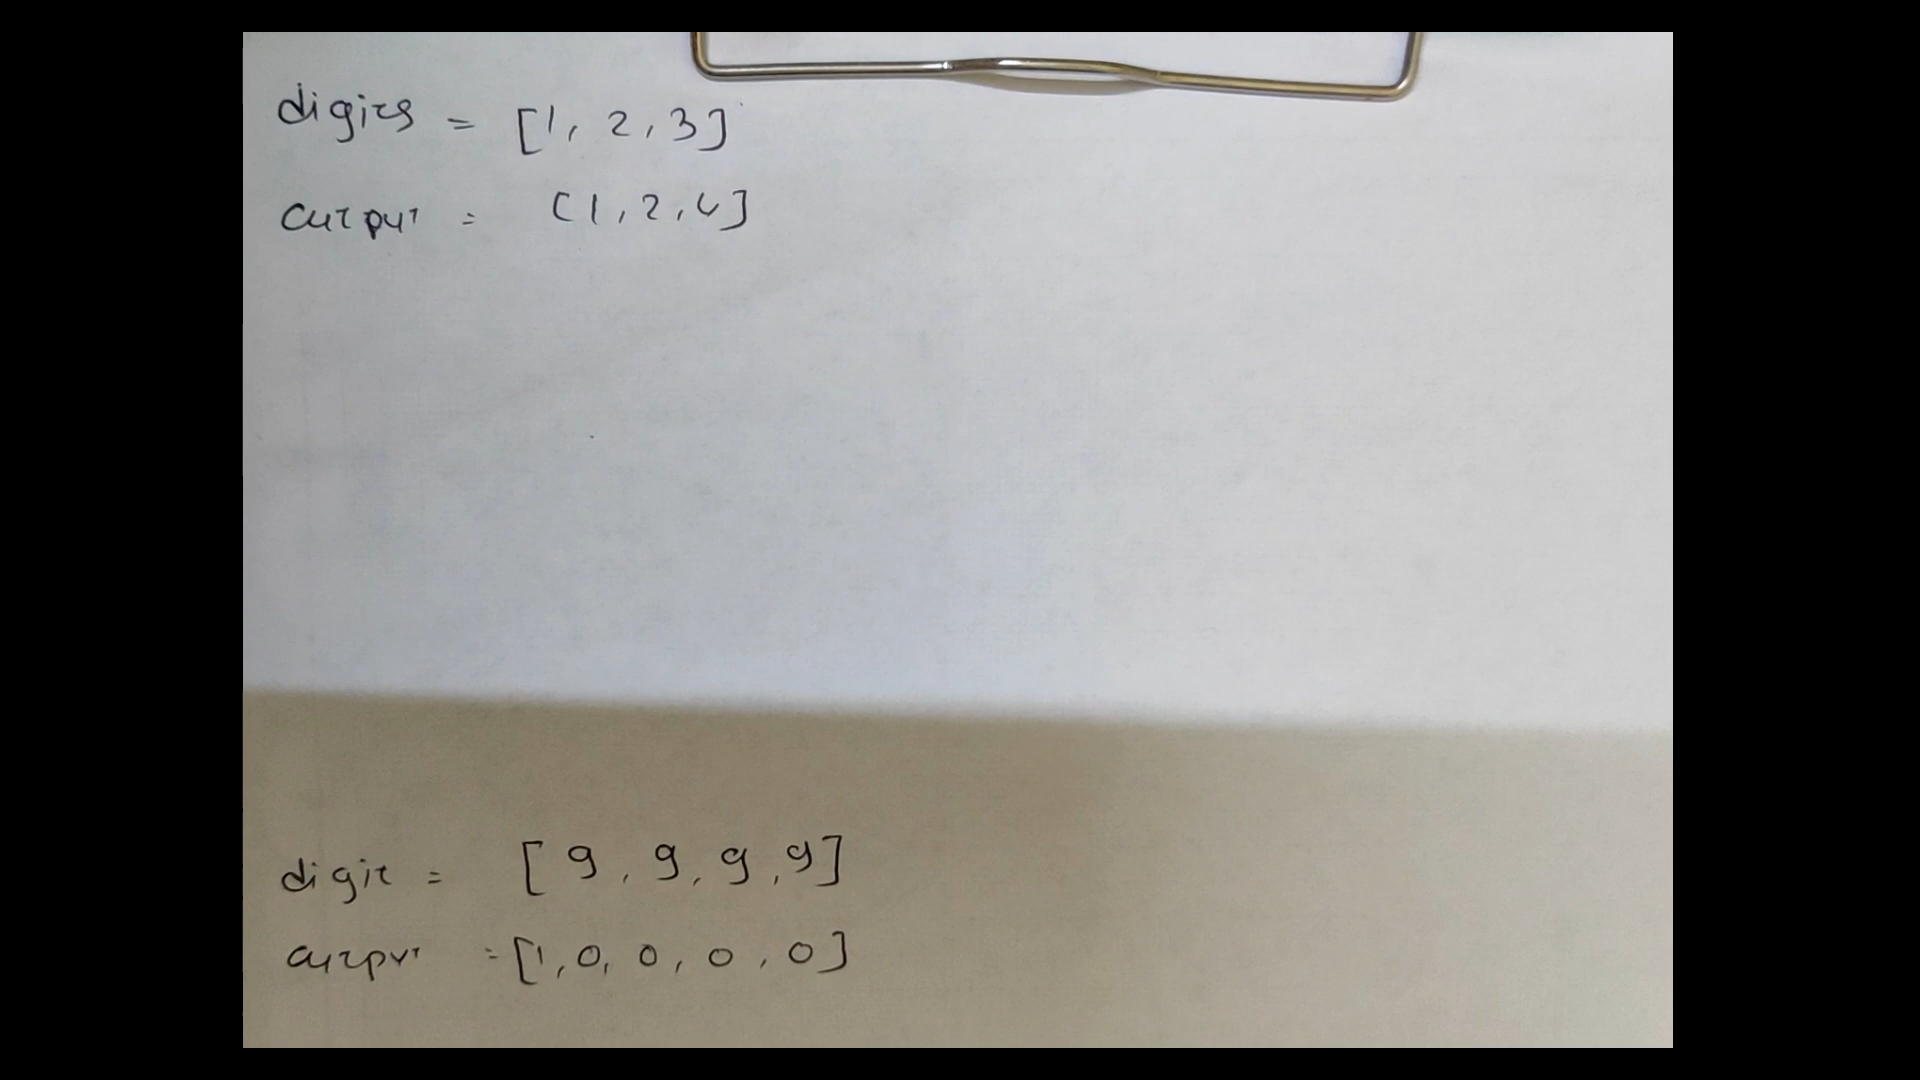 digits = [1, 2, 3]
output = [1, 2, 4]
digit = [9, 9, 9, 9]
output = [1, 0, 0, 0, 0]